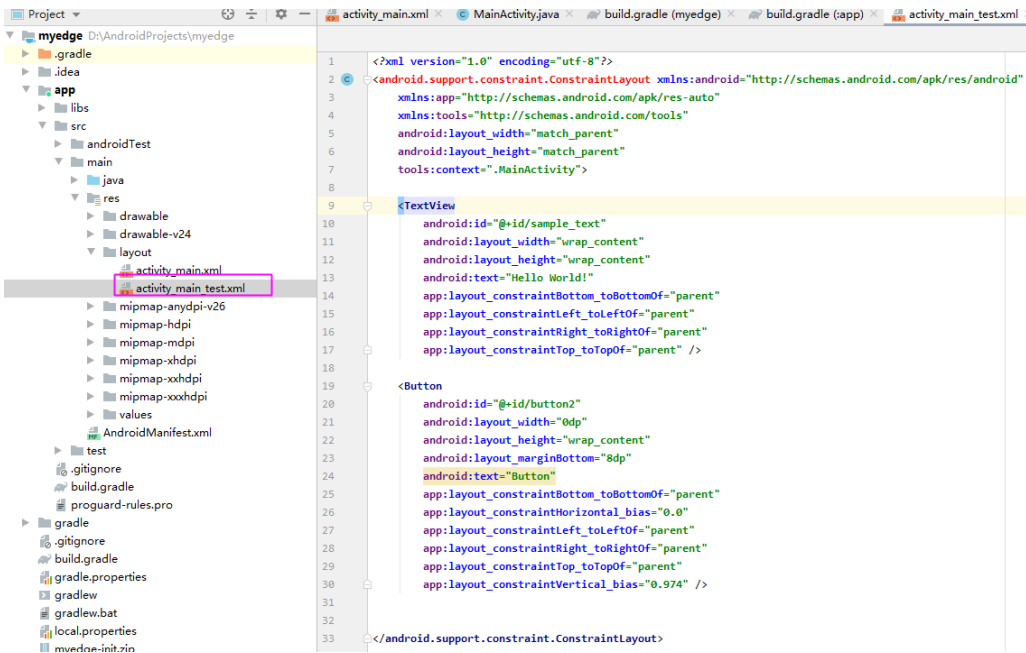 Project
activity_main.xml
MainActivity.java
build.gradle (myedge)
build.gradle (:app)
activity_main_test.xml
myedge D:\AndroidProjects\myedge
.gradle
.idea
app
libs
src
androidTest
main
java
res
drawable
drawable-v24
layout
activity_main.xml
activity_main_test.xml
mipmap-anydpi-v26
mipmap-hdpi
mipmap-mdpi
mipmap-xhdpi
mipmap-xxhdpi
mipmap-xxxhdpi
values
AndroidManifest.xml
test
.gitignore
build.gradle
proguard-rules.pro
gradle
.gitignore
build.gradle
gradle.properties
gradlew
gradlew.bat
local.properties
myedge-init.zip
1 <?xml version="1.0" encoding="utf-8"?>
2 <android.support.constraint.ConstraintLayout xmlns:android="http://schemas.android.com/apk/res/android"
3 xmlns:app="http://schemas.android.com/apk/res-auto"
4 xmlns:tools="http://schemas.android.com/tools"
5 android:layout_width="match_parent"
6 android:layout_height="match_parent"
7 tools:context=".MainActivity">
8
9 <TextView
10 android:id="@+id/sample_text"
11 android:layout_width="wrap_content"
12 android:layout_height="wrap_content"
13 android:text="Hello World!"
14 app:layout_constraintBottom_toBottomOf="parent"
15 app:layout_constraintLeft_toLeftOf="parent"
16 app:layout_constraintRight_toRightOf="parent"
17 app:layout_constraintTop_toTopOf="parent" />
18
19 <Button
20 android:id="@+id/button2"
21 android:layout_width="0dp"
22 android:layout_height="wrap_content"
23 android:layout_marginBottom="8dp"
24 android:text="Button"
25 app:layout_constraintBottom_toBottomOf="parent"
26 app:layout_constraintHorizontal_bias="0.0"
27 app:layout_constraintLeft_toLeftOf="parent"
28 app:layout_constraintRight_toRightOf="parent"
29 app:layout_constraintTop_toTopOf="parent"
30 app:layout_constraintVertical_bias="0.974" />
31
32
33 </android.support.constraint.ConstraintLayout>